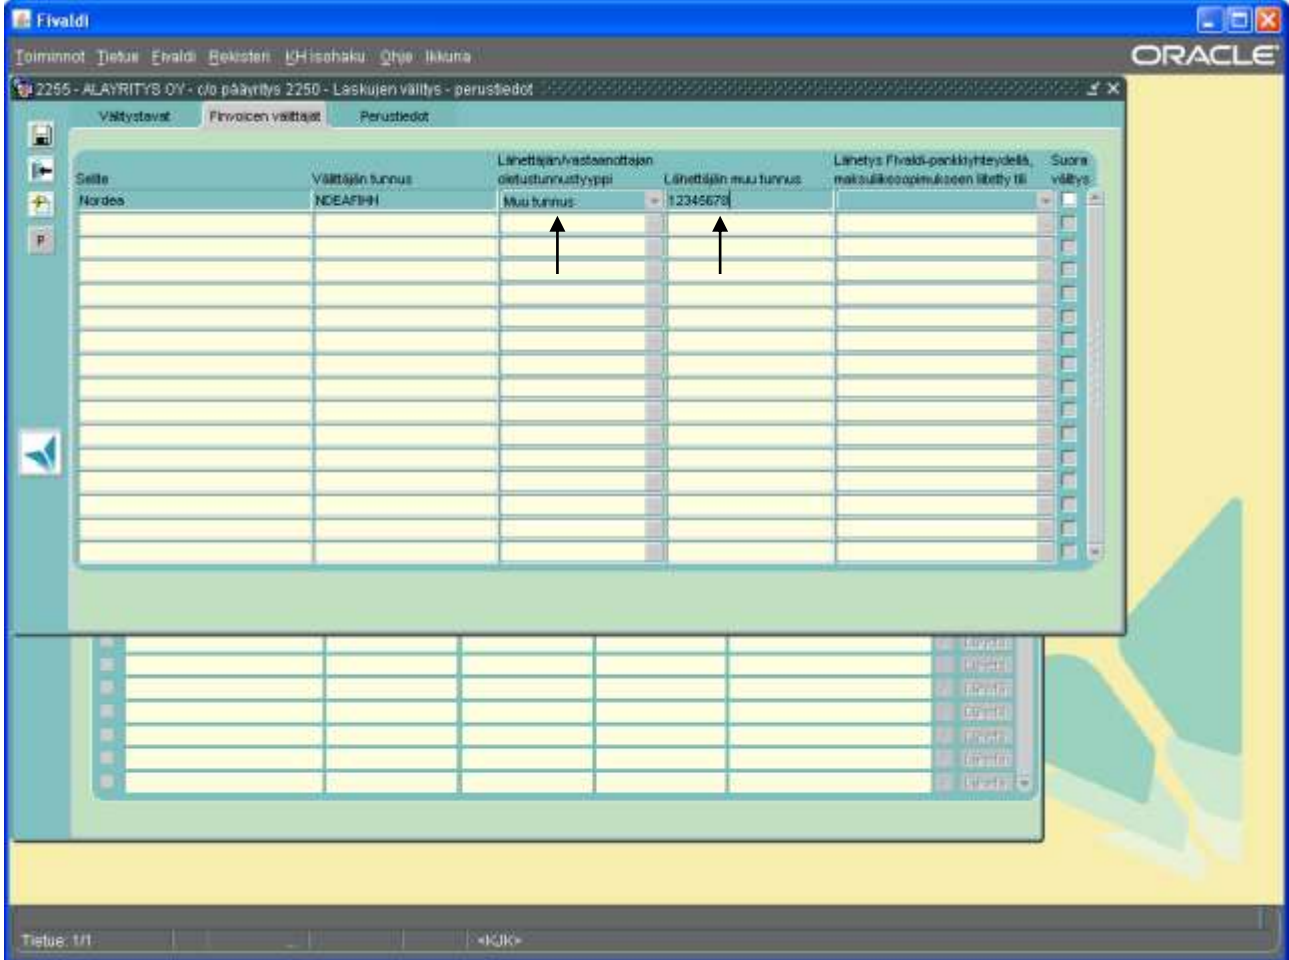 Fivaldi
Toiminnot Tietue Fivaldi Rekisteri KH isohaku Ohje Ikkuna
ORACLE
2255 - ALAYRITYS OY - c/o pääyritys 2250 - Laskujen välitys - perustiedot
Välitystavat Finvoicen välittäjät Perustiedot
Lähettäjän/vastaanottajan Lähetys Fivaldi-pankkiyhteydellä, Suora
Selite Välittäjän tunnus oletustunnustyyppi Lähettäjän muu tunnus maksuliikesopimukseen liitetty tili välitys
Nordea NDEAFIHH Muu tunnus 12345678
P
Tietue: 1/1 <KJK>